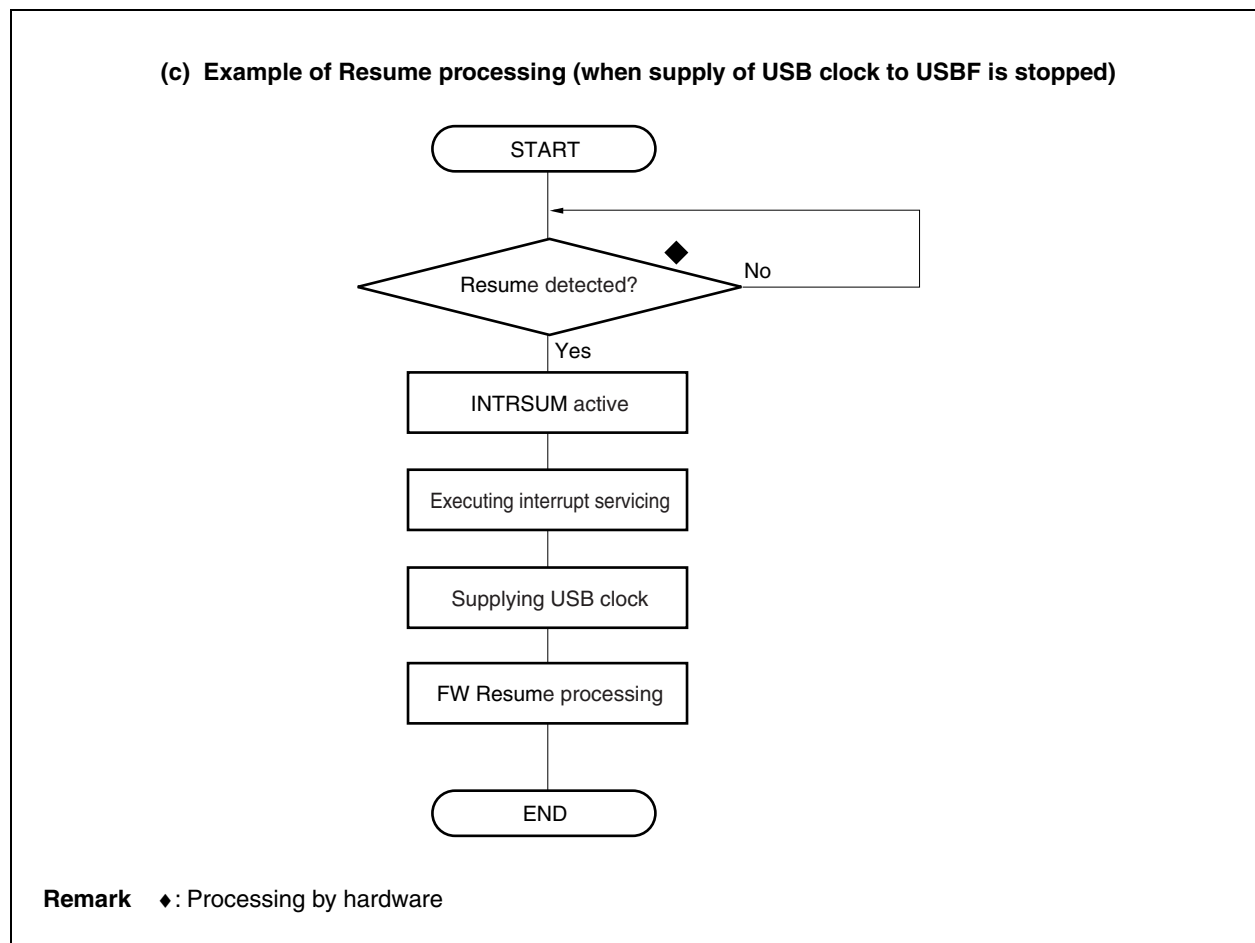 (c) Example of Resume processing (when supply of USB clock to USBF is stopped)
START
Resume detected?
No
Yes
INTRSUM active
Executing interrupt servicing
Supplying USB clock
FW Resume processing
END
Remark ♦: Processing by hardware